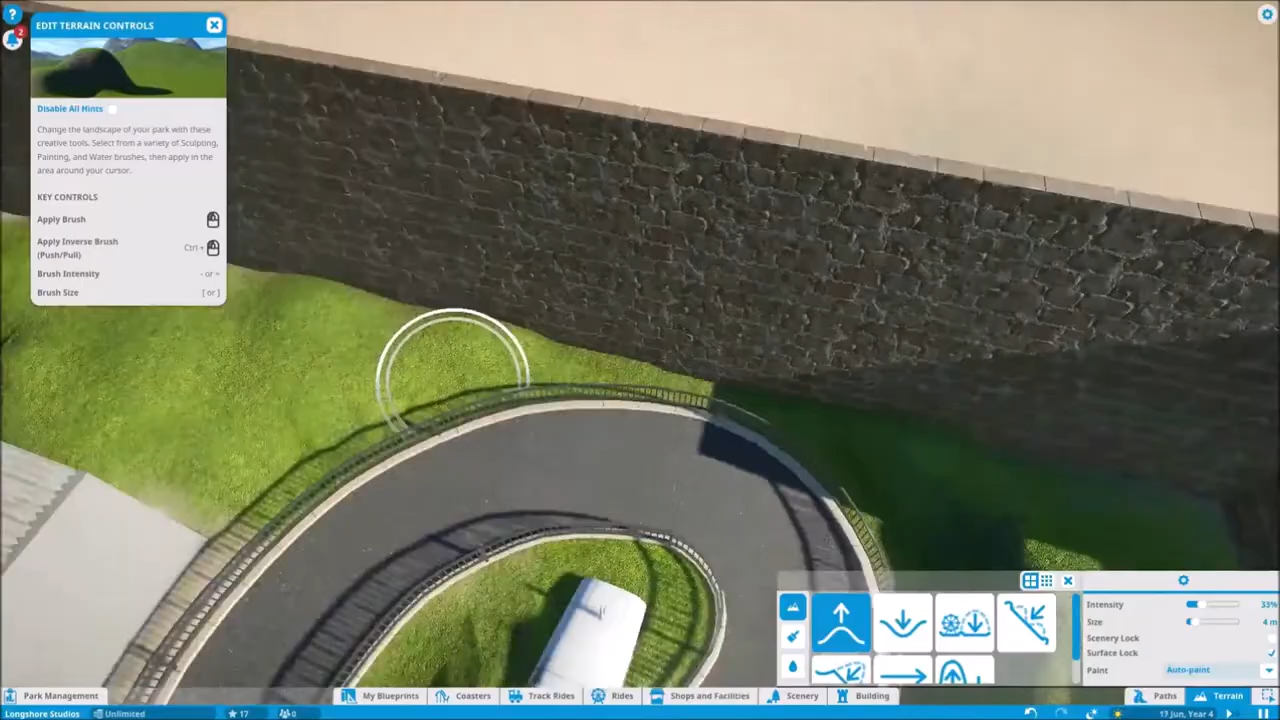 ?
2
EDIT TERRAIN CONTROLS
Disable All Hints
Change the landscape of your park with these
creative tools. Select from a variety of Sculpting,
Painting, and Water brushes, then apply in the
area around your cursor.
KEY CONTROLS
Apply Brush
Apply Inverse Brush
(Push/Pull)
Ctrl +
Brush Intensity
- or =
Brush Size
[ or ]
Intensity
33%
Size
4 m
Scenery Lock
Surface Lock
Paint
Auto-paint
Park Management
My Blueprints
Coasters
Track Rides
Rides
Shops and Facilities
Scenery
Building
Paths
Terrain
Longshore Studios
Unlimited
17
0
17 Jun, Year 4